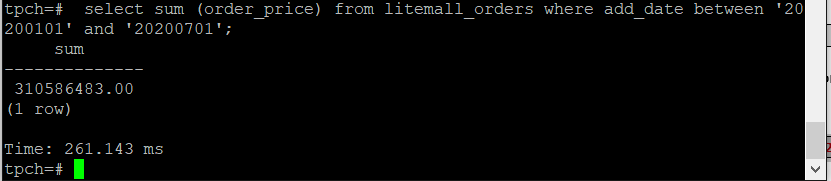 tpch=#  select sum (order_price) from litemall_orders where add_date between '20
200101' and '20200701';
     sum
--------------
 310586483.00
(1 row)

Time: 261.143 ms
tpch=#